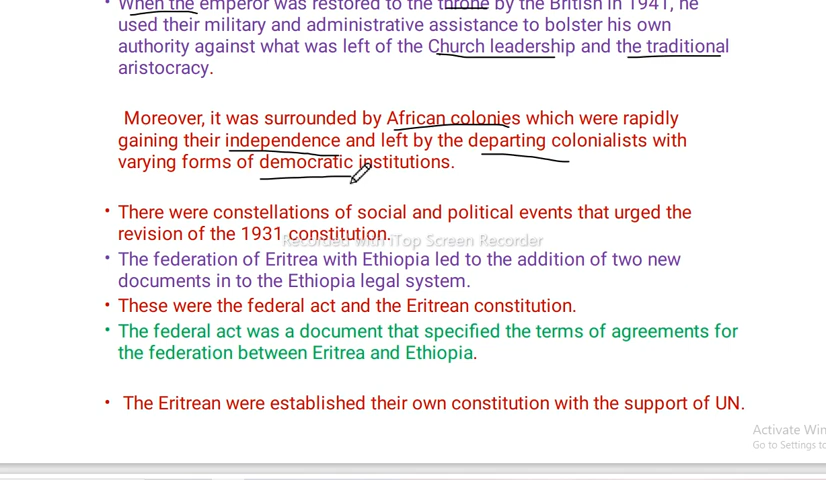 • When the emperor was restored to the throne by the British in 1941, he
used their military and administrative assistance to bolster his own
authority against what was left of the Church leadership and the traditional
aristocracy.
Moreover, it was surrounded by African colonies which were rapidly
gaining their independence and left by the departing colonialists with
varying forms of democratic institutions.
• There were constellations of social and political events that urged the
revision of the 1931 constitution.
Recorded with iTop Screen Recorder
• The federation of Eritrea with Ethiopia led to the addition of two new
documents in to the Ethiopia legal system.
• These were the federal act and the Eritrean constitution.
• The federal act was a document that specified the terms of agreements for
the federation between Eritrea and Ethiopia.
• The Eritrean were established their own constitution with the support of UN.
Activate Win
Go to Settings to